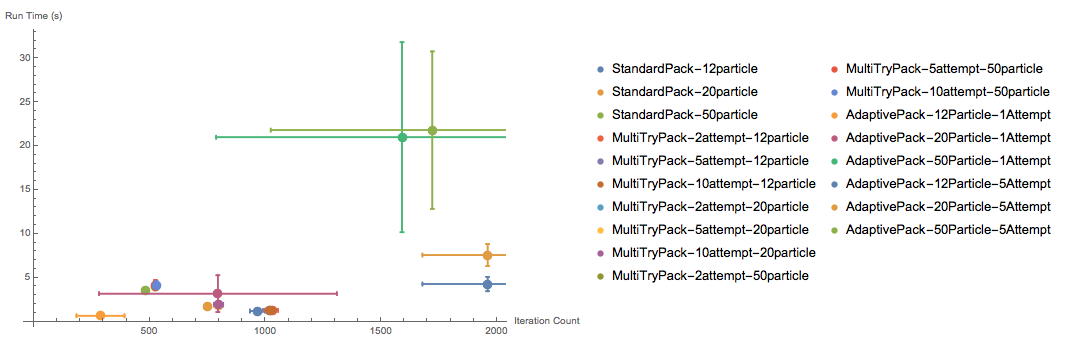 Run Time (s)
30
25
20
15
10
5
500
1000
1500
2000
Iteration Count
StandardPack-12particle
StandardPack-20particle
StandardPack-50particle
MultiTryPack-2attempt-12particle
MultiTryPack-5attempt-12particle
MultiTryPack-10attempt-12particle
MultiTryPack-2attempt-20particle
MultiTryPack-5attempt-20particle
MultiTryPack-10attempt-20particle
MultiTryPack-2attempt-50particle
MultiTryPack-5attempt-50particle
MultiTryPack-10attempt-50particle
AdaptivePack-12Particle-1Attempt
AdaptivePack-20Particle-1Attempt
AdaptivePack-50Particle-1Attempt
AdaptivePack-12Particle-5Attempt
AdaptivePack-20Particle-5Attempt
AdaptivePack-50Particle-5Attempt